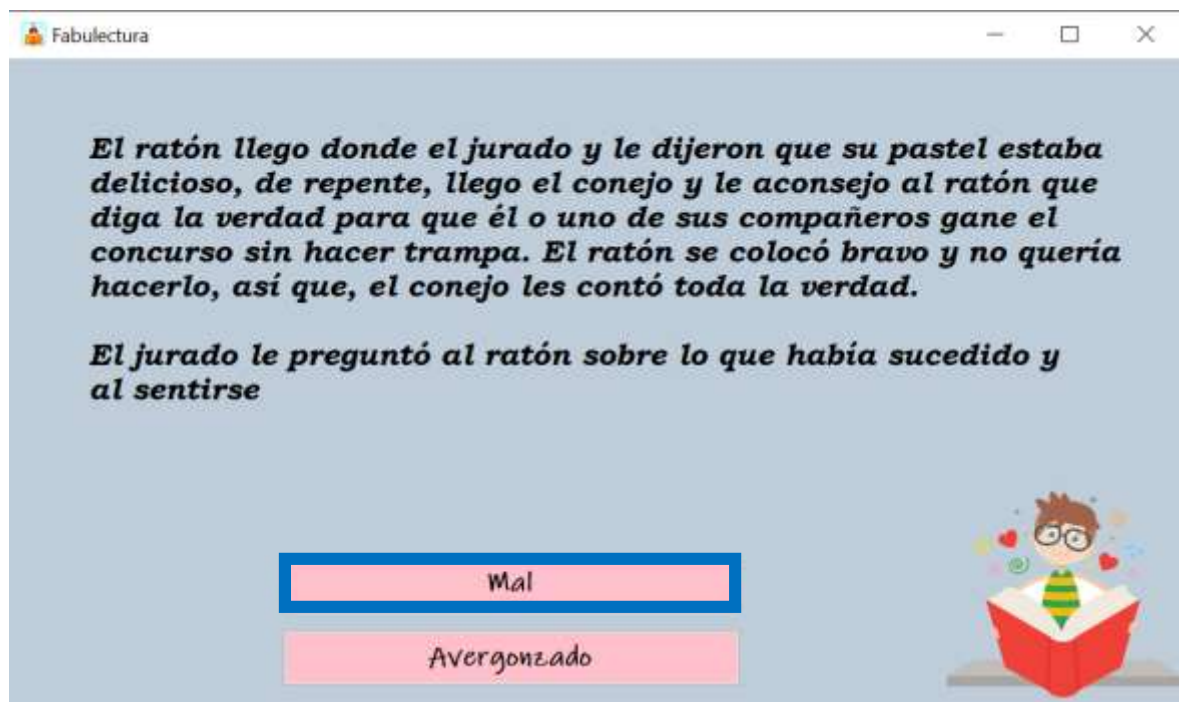 Fabulectura
El ratón llego donde el jurado y le dijeron que su pastel estaba
delicioso, de repente, llego el conejo y le aconsejo al ratón que
diga la verdad para que él o uno de sus compañeros gane el
concurso sin hacer trampa. El ratón se colocó bravo y no quería
hacerlo, así que, el conejo les contó toda la verdad.
El jurado le preguntó al ratón sobre lo que había sucedido y
al sentirse
Mal
Avergonzado